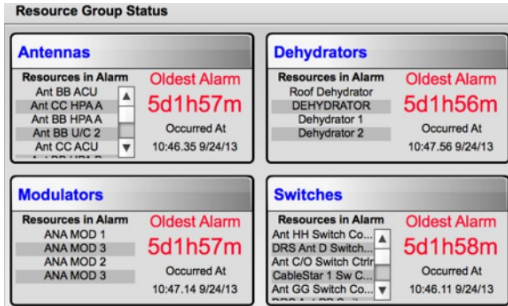 Resource Group Status
Antennas
Resources in Alarm
Ant BB ACU
Ant CC HPA A
Ant BB HPA A
Ant BB U/C 2
Ant CC ACU
Oldest Alarm
5d1h57m
Occurred At
10:46.35 9/24/13
Dehydrators
Resources in Alarm
Roof Dehydrator
DEHYDRATOR
Dehydrator 1
Dehydrator 2
Oldest Alarm
5d1h56m
Occurred At
10:47.56 9/24/13
Modulators
Resources in Alarm
ANA MOD 1
ANA MOD 3
ANA MOD 2
ANA MOD 3
Oldest Alarm
5d1h57m
Occurred At
10:47.14 9/24/13
Switches
Resources in Alarm
Ant HH Switch Co...
DRS Ant D Switch...
Ant C/O Switch Ctrlr
CableStar 1 Sw C...
Ant GG Switch Co...
Oldest Alarm
5d1h58m
Occurred At
10:46.11 9/24/13